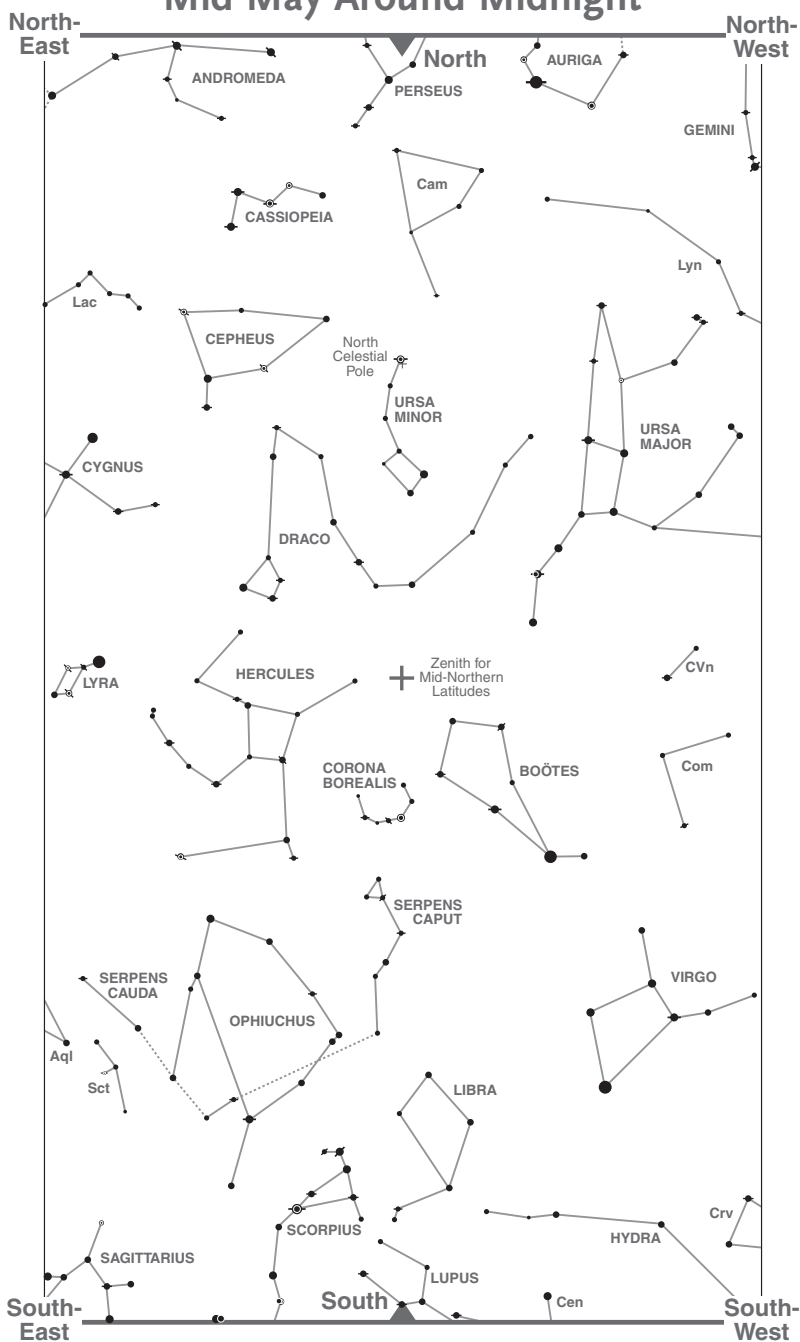 Mid-May Around Midnight
North-
East
North-
West
North
ANDROMEDA
PERSEUS
AURIGA
GEMINI
Cam
CASSIOPEIA
Lyn
Lac
CEPHEUS
North
Celestial
Pole
URSA
MINOR
URSA
MAJOR
CYGNUS
DRACO
HERCULES
Zenith for
Mid-Northern
Latitudes
CVn
LYRA
CORONA
BOREALIS
BOÖTES
Com
SERPENS
CAPUT
SERPENS
CAUDA
VIRGO
OPHIUCHUS
Aql
Sct
LIBRA
SCORPIUS
HYDRA
Crv
SAGITTARIUS
LUPUS
Cen
South
South-
East
South-
West